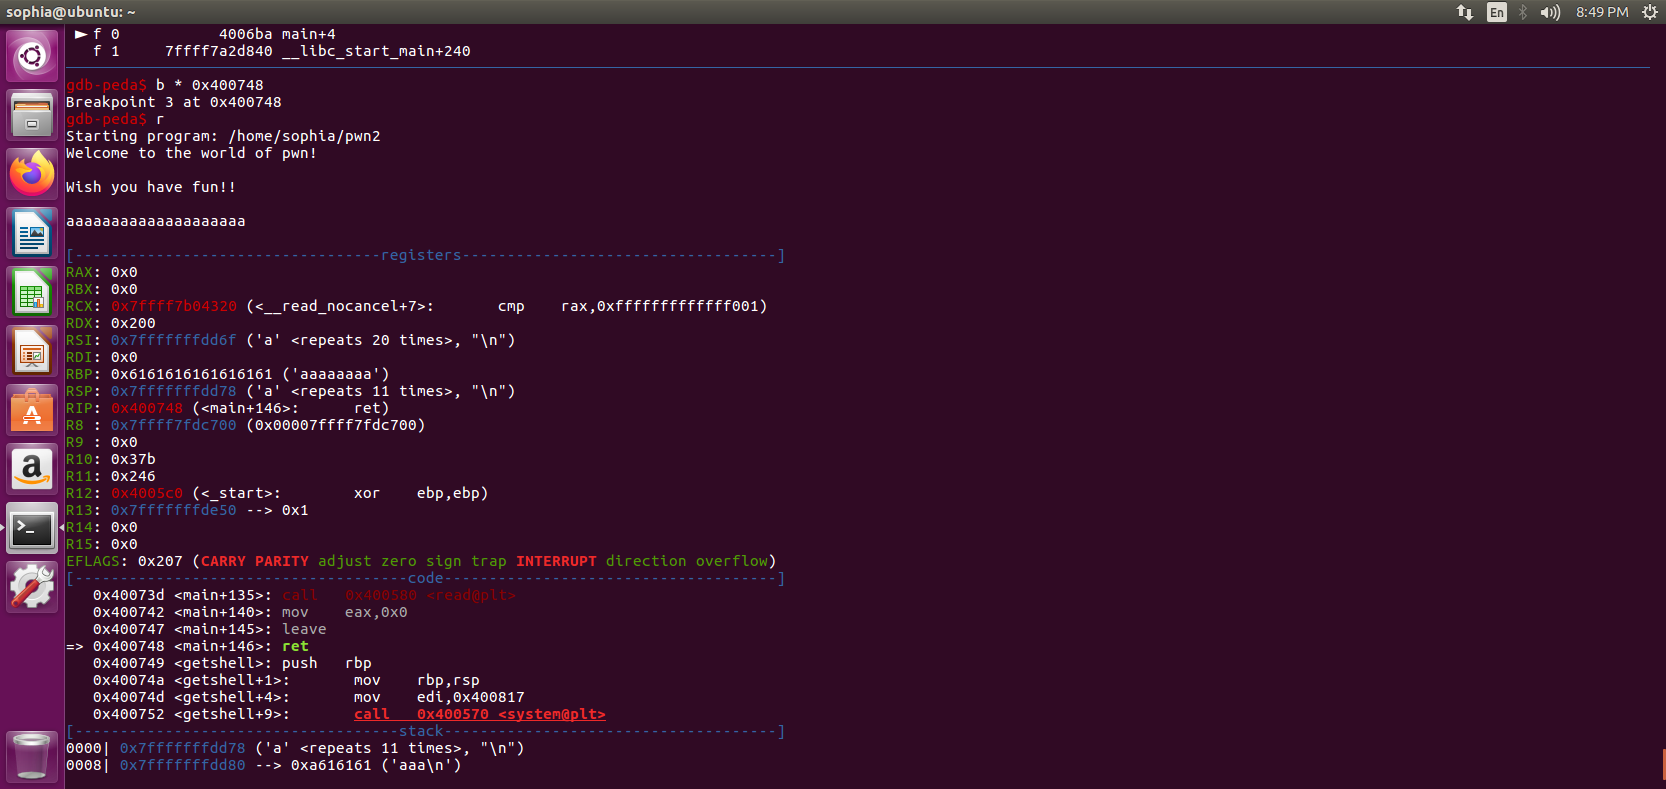 sophia@ubuntu: ~
En
8:49 PM
► f 0           4006ba main+4
  f 1     7ffff7a2d840 __libc_start_main+240
gdb-peda$ b * 0x400748
Breakpoint 3 at 0x400748
gdb-peda$ r
Starting program: /home/sophia/pwn2
Welcome to the world of pwn!
Wish you have fun!!
aaaaaaaaaaaaaaaaaaaa
[----------------------------------registers-----------------------------------]
RAX: 0x0
RBX: 0x0
RCX: 0x7ffff7b04320 (<__read_nocancel+7>:       cmp    rax,0xfffffffffffff001)
RDX: 0x200
RSI: 0x7fffffffdd6f ('a' <repeats 20 times>, "\n")
RDI: 0x0
RBP: 0x6161616161616161 ('aaaaaaaa')
RSP: 0x7fffffffdd78 ('a' <repeats 11 times>, "\n")
RIP: 0x400748 (<main+146>:      ret)
R8 : 0x7ffff7fdc700 (0x00007ffff7fdc700)
R9 : 0x0
R10: 0x37b
R11: 0x246
R12: 0x4005c0 (<_start>:        xor    ebp,ebp)
R13: 0x7fffffffde50 --> 0x1
R14: 0x0
R15: 0x0
EFLAGS: 0x207 (CARRY PARITY adjust zero sign trap INTERRUPT direction overflow)
[-------------------------------------code-------------------------------------]
   0x40073d <main+135>: call   0x400580 <read@plt>
   0x400742 <main+140>: mov    eax,0x0
   0x400747 <main+145>: leave
=> 0x400748 <main+146>: ret
   0x400749 <getshell>: push   rbp
   0x40074a <getshell+1>:       mov    rbp,rsp
   0x40074d <getshell+4>:       mov    edi,0x400817
   0x400752 <getshell+9>:       call   0x400570 <system@plt>
[------------------------------------stack-------------------------------------]
0000| 0x7fffffffdd78 ('a' <repeats 11 times>, "\n")
0008| 0x7fffffffdd80 --> 0xa616161 ('aaa\n')